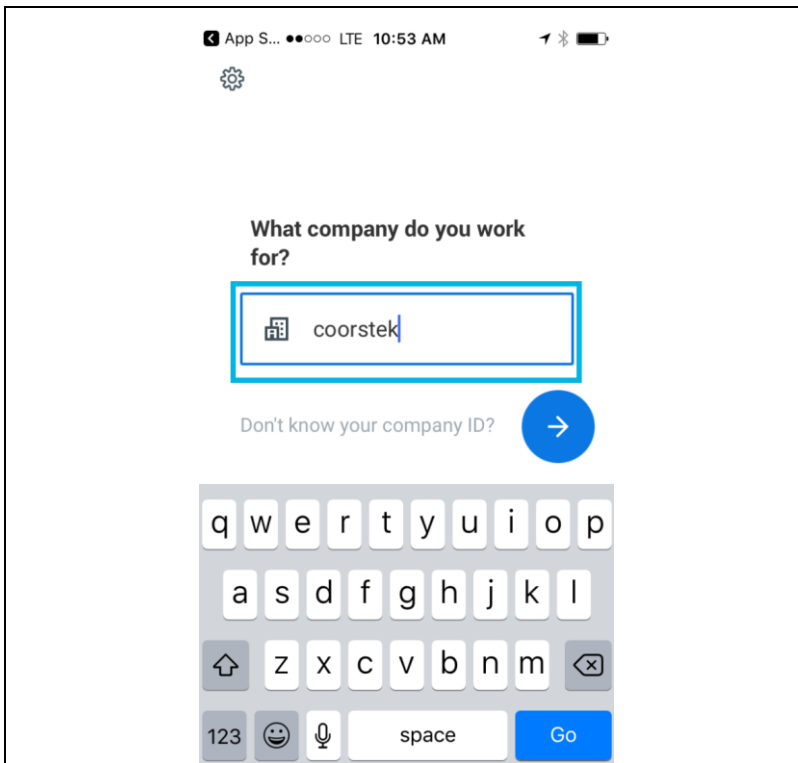 App S... LTE 10:53 AM
What company do you work
for?
coorstek
Don't know your company ID?
q w e r t y u i o p
a s d f g h j k l
z x c v b n m
123 space Go